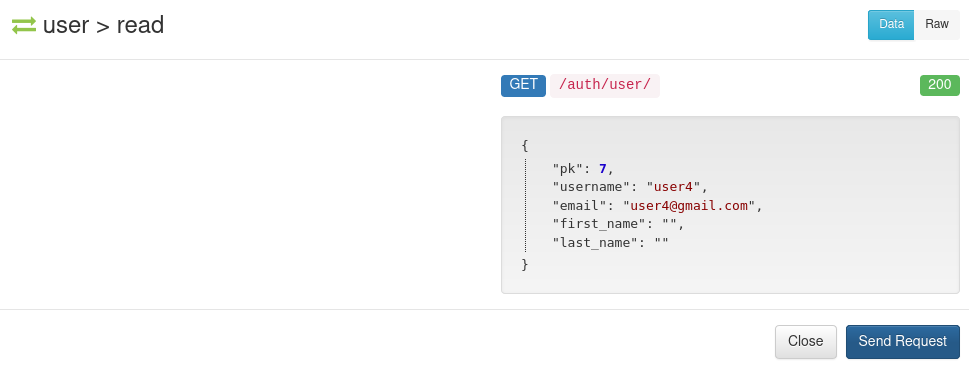 user > read
Data Raw
GET /auth/user/ 200
{
"pk": 7,
"username": "user4",
"email": "user4@gmail.com",
"first_name": "",
"last_name": ""
}
Close Send Request